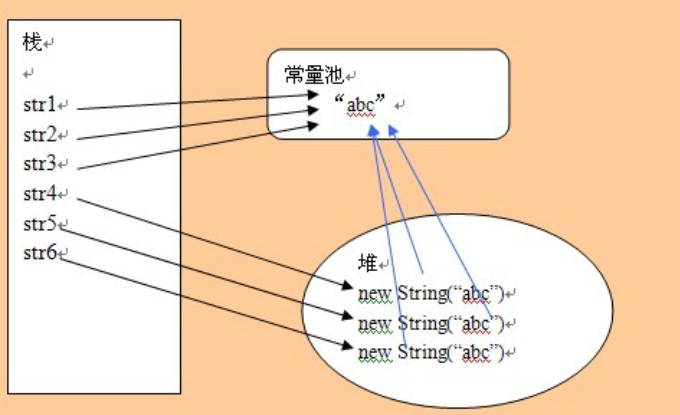 栈
str1
str2
str3
str4
str5
str6
常量池
“abc”
堆
new String(“abc”)
new String(“abc”)
new String(“abc”)